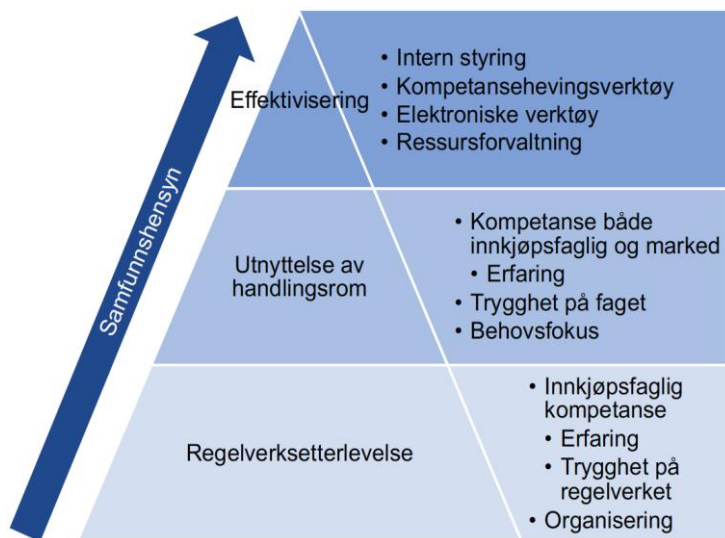 Samfunnshensyn
Effektivisering
• Intern styring
• Kompetansehevingsverktøy
• Elektroniske verktøy
• Ressursforvaltning
Utnyttelse av
handlingsrom
• Kompetanse både
innkjøpsfaglig og marked
• Erfaring
• Trygghet på faget
• Behovsfokus
Regelverksetterlevelse
• Innkjøpsfaglig
kompetanse
• Erfaring
• Trygghet på
regelverket
• Organisering